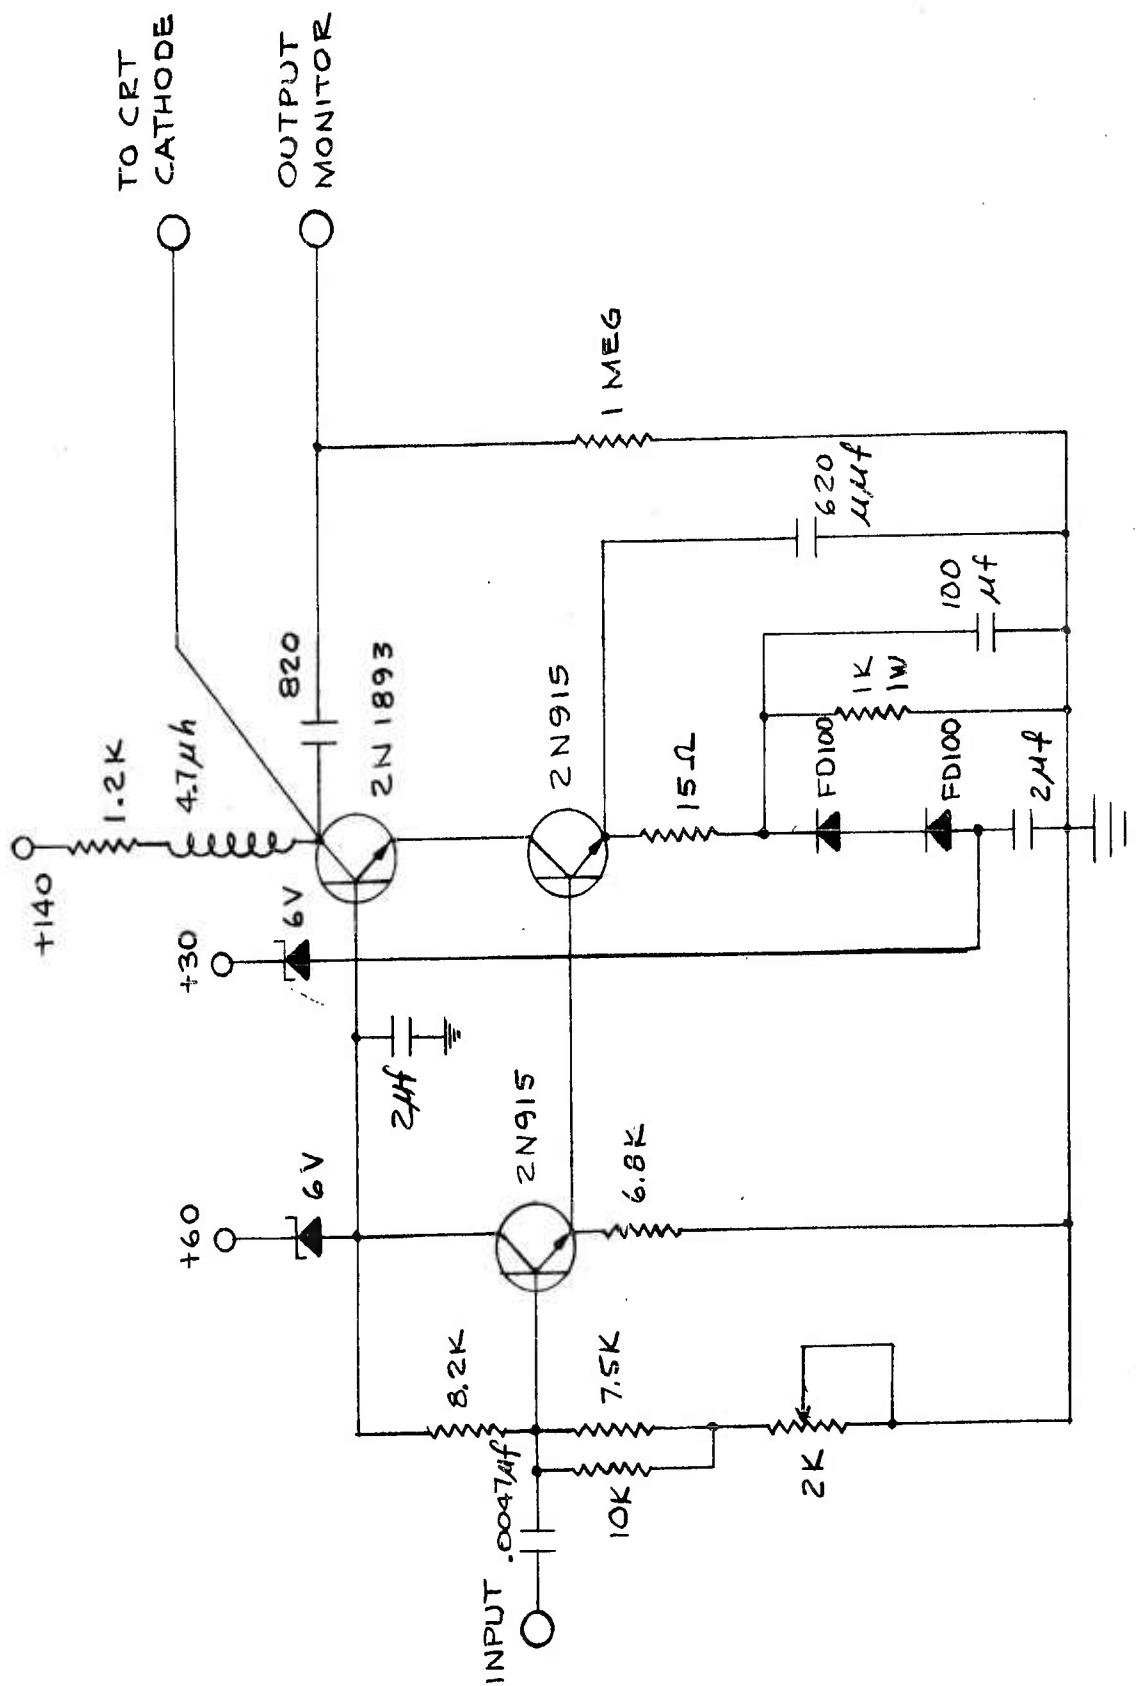 TO CRT
CATHODE
OUTPUT
MONITOR
+140
1.2K
4.7μh
820
2N1893
+30
6V
+60
6V
2μf
2N915
2N915
1 MEG
620
μμf
100
μf
1K
1W
15Ω
FD100
FD100
2μf
6.8K
8.2K
7.5K
10K
2K
.0047μf
INPUT